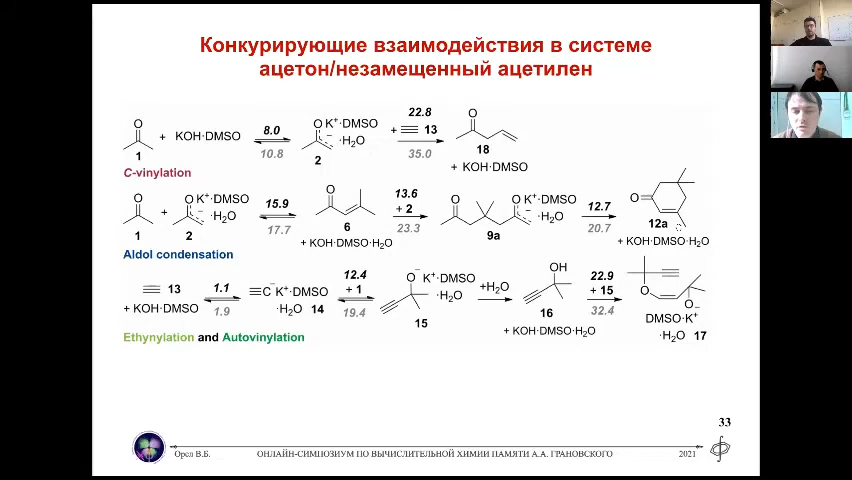 Конкурирующие взаимодействия в системе
ацетон/незамещенный ацетилен
O + KOH·DMSO 8.0 10.8 O K⁺·DMSO − ·H₂O 22.8 + ≡ 13 35.0 O
1 2 18
+ KOH·DMSO
C-vinylation
O + O K⁺·DMSO − ·H₂O 15.9 17.7 O 13.6 + 2 23.3 O O K⁺·DMSO − ·H₂O 12.7 20.7 O
1 2 6 9a 12a
+ KOH·DMSO·H₂O + KOH·DMSO·H₂O
Aldol condensation
≡ 13 + KOH·DMSO 1.1 1.9 ≡C⁻ K⁺·DMSO ·H₂O 14 12.4 + 1 19.4 O⁻ K⁺·DMSO ·H₂O +H₂O OH 22.9 + 15 32.4 O O⁻
15 16 DMSO·K⁺
+ KOH·DMSO·H₂O ·H₂O 17
Ethynylation and Autovinylation
33
Орел В.Б. ОНЛАЙН-СИМПОЗИУМ ПО ВЫЧИСЛИТЕЛЬНОЙ ХИМИИ ПАМЯТИ А.А. ГРАНОВСКОГО 2021